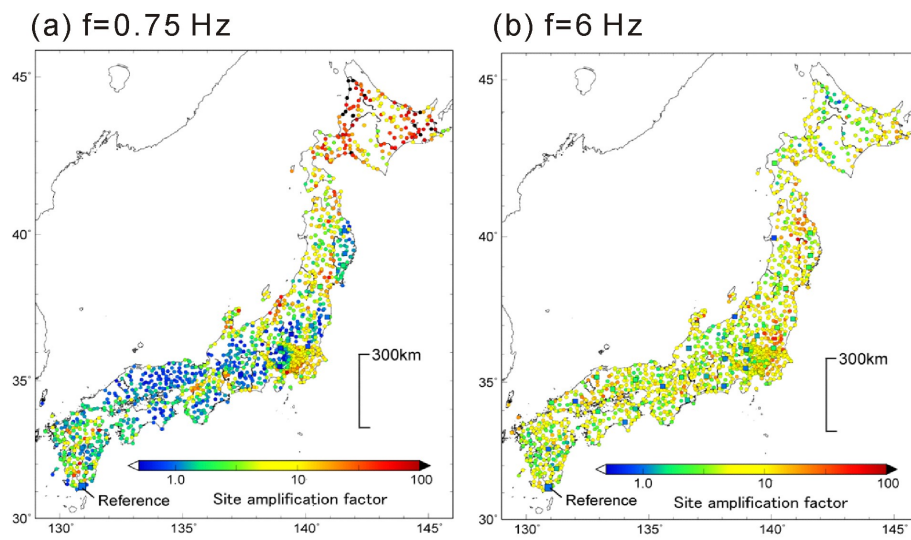 (a) f=0.75 Hz
(b) f=6 Hz
45°
40°
35°
30°
130
135
140
145
300km
1.0
10
100
Reference
Site amplification factor
45°
40°
35°
30°
130
135
140
145
300km
1.0
10
100
Reference
Site amplification factor